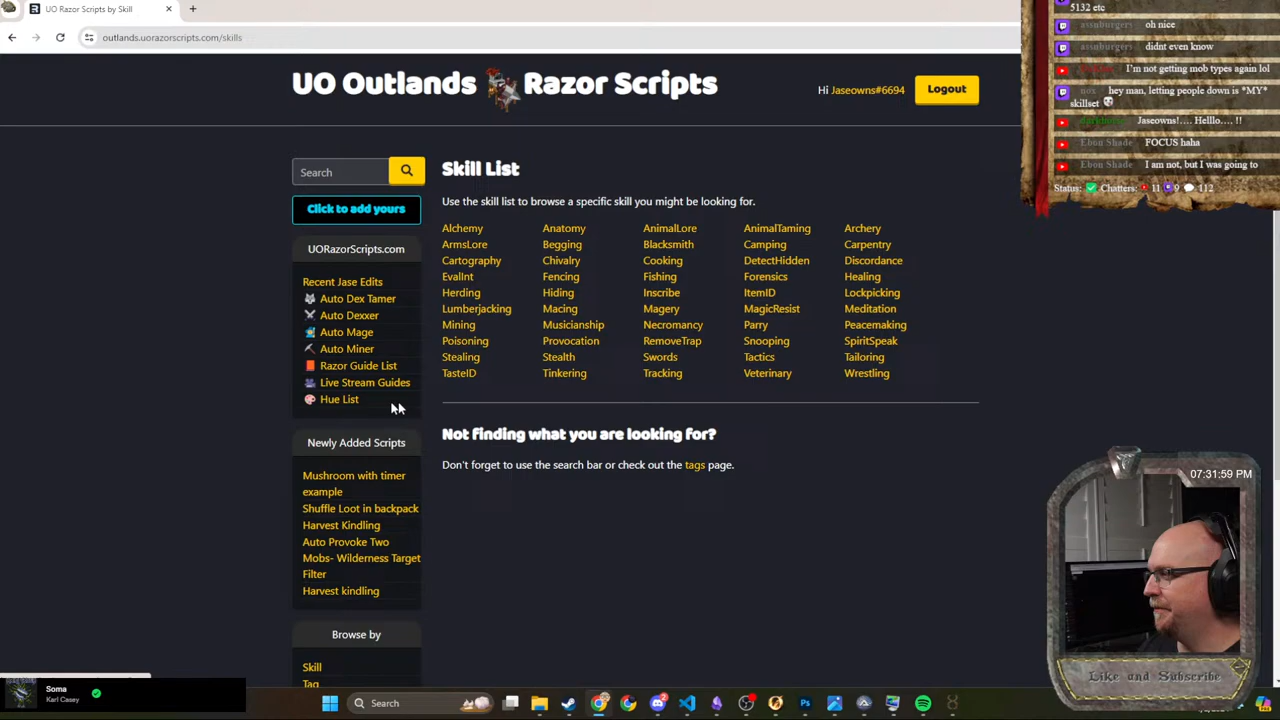 UO Razor Scripts by Skill
outlands.uorazorscripts.com/skills
UO Outlands Razor Scripts
Hi Jaseowns#6694
Logout
Search
Click to add yours
UORazorScripts.com
Recent Jase Edits
Auto Dex Tamer
Auto Dexxer
Auto Mage
Auto Miner
Razor Guide List
Live Stream Guides
Hue List
Newly Added Scripts
Mushroom with timer
example
Shuffle Loot in backpack
Harvest Kindling
Auto Provoke Two
Mobs- Wilderness Target
Filter
Harvest kindling
Browse by
Skill
Tag
Skill List
Use the skill list to browse a specific skill you might be looking for.
Alchemy Anatomy AnimalLore AnimalTaming Archery
ArmsLore Begging Blacksmith Camping Carpentry
Cartography Chivalry Cooking DetectHidden Discordance
EvalInt Fencing Fishing Forensics Healing
Herding Hiding Inscribe ItemID Lockpicking
Lumberjacking Macing Magery MagicResist Meditation
Mining Musicianship Necromancy Parry Peacemaking
Poisoning Provocation RemoveTrap Snooping SpiritSpeak
Stealing Stealth Swords Tactics Tailoring
TasteID Tinkering Tracking Veterinary Wrestling
Not finding what you are looking for?
Don't forget to use the search bar or check out the tags page.
5132 etc
assnburgers oh nice
assnburgers didnt even know
I'm not getting mob types again lol
nox hey man, letting people down is *MY*
skillset
Jaseowns!.... Helllo.... !!
Ebon Shade FOCUS haha
Ebon Shade I am not, but I was going to
Status: Chatters: 11 9 112
07:31:59 PM
Like and Subscribe
Soma
Karl Casey
Search